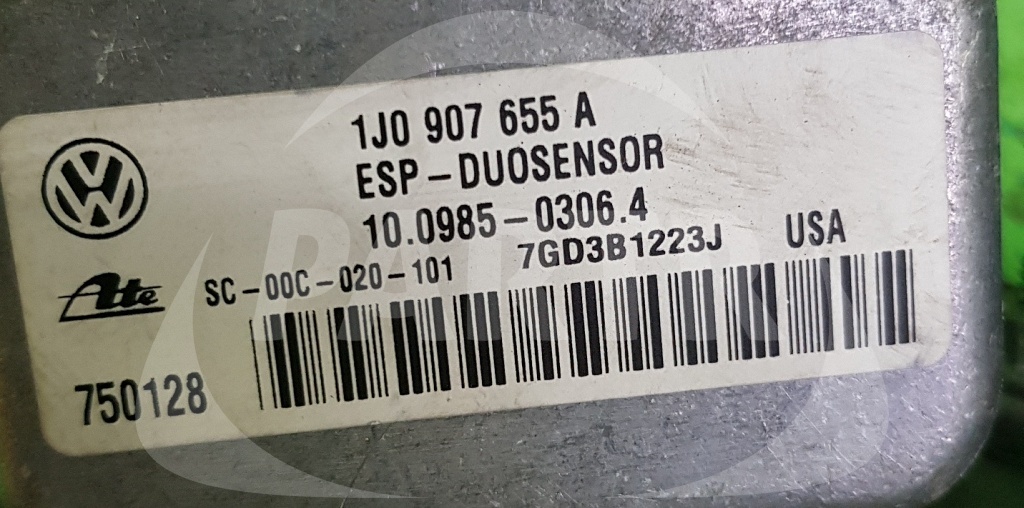 1J0 907 655 A
ESP-DUOSENSOR
10.0985-0306.4
Ate SC-00C-020-101 7GD3B1223J USA
750128